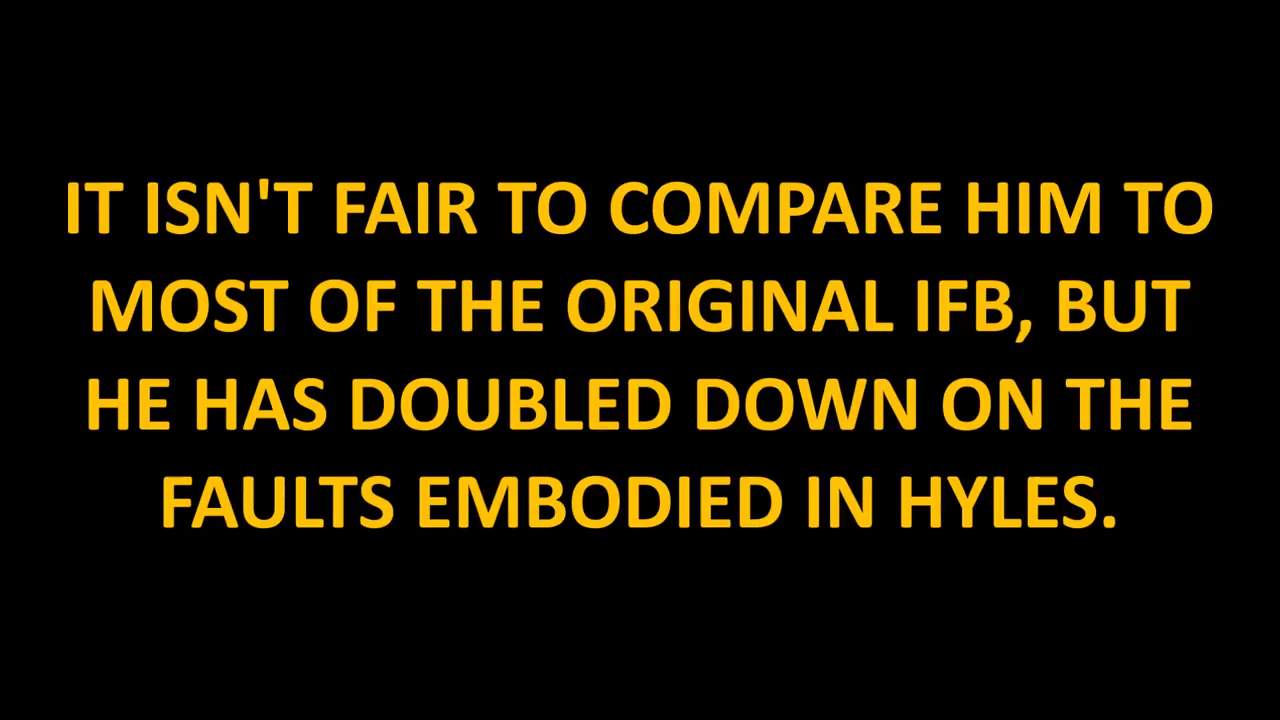 IT ISN'T FAIR TO COMPARE HIM TO
MOST OF THE ORIGINAL IFB, BUT
HE HAS DOUBLED DOWN ON THE
FAULTS EMBODIED IN HYLES.